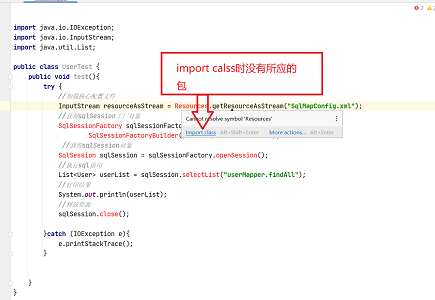 7
import java.io.IOException;
import java.io.InputStream;
import java.util.List;
public class UserTest {
public void test(){
try {
//加载核心配置文件
InputStream resourceAsStream = Resources.getResourceAsStream("SqlMapConfig.xml");
//获得sqlSession工厂对象
SqlSessionFactory sqlSessionFac
SqlSessionFactoryBuilder(
//获得sqlSession对象
SqlSession sqlSession = sqlSessionFactory.openSession();
//执行sql语句
List<User> userList = sqlSession.selectList("userMapper.findAll");
//打印结果
System.out.println(userList);
//释放资源
sqlSession.close();
}catch (IOException e){
e.printStackTrace();
}
}
}
import calss时没有所应的
包
Cannot resolve symbol 'Resources'
Import class Alt+Shift+Enter More actions... Alt+Enter